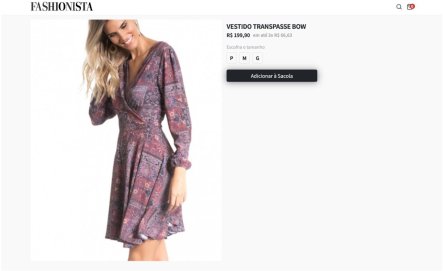 FASHIONISTA
VESTIDO TRANSPASSE BOW
R$ 199,90 em até 3x R$ 66,63
Escolha o tamanho
P M G
Adicionar à Sacola